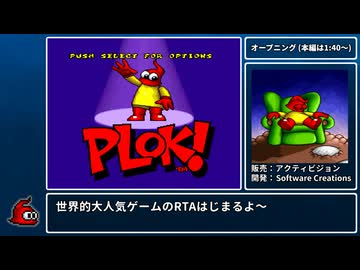 PUSH SELECT FOR OPTIONS
PLOK!
TM
オープニング (本編は1:40～)
販売：アクティビジョン
開発：Software Creations
世界的大人気ゲームのRTAはじまるよ～